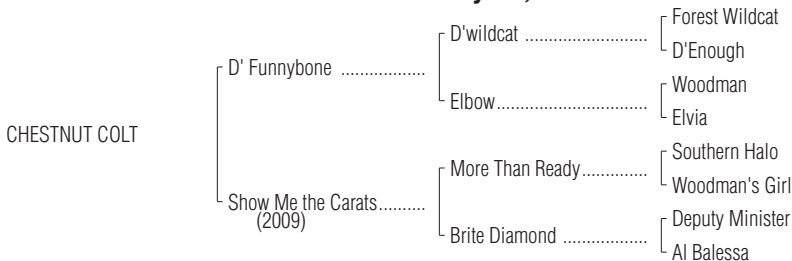 Forest Wildcat
D'wildcat ..............................
D'Enough
D' Funnybone ..................
Woodman
Elbow................................
Elvia
CHESTNUT COLT
Southern Halo
More Than Ready..............
Woodman's Girl
Show Me the Carats..........
(2009)
Deputy Minister
Brite Diamond ..................
Al Balessa